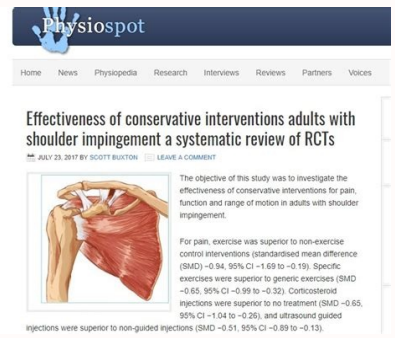 Physiospot
Home News Physiopedia Research Interviews Reviews Partners Voices
Effectiveness of conservative interventions adults with
shoulder impingement a systematic review of RCTs
JULY 23, 2017 BY SCOTT BUXTON LEAVE A COMMENT
The objective of this study was to investigate the
effectiveness of conservative interventions for pain,
function and range of motion in adults with shoulder
impingement.
For pain, exercise was superior to non-exercise
control interventions (standardised mean difference
(SMD) −0.94, 95% CI −1.69 to −0.19). Specific
exercises were superior to generic exercises (SMD
−0.65, 95% CI −0.99 to −0.32). Corticosteroid
injections were superior to no treatment (SMD −0.65,
95% CI −1.04 to −0.26), and ultrasound guided
injections were superior to non-guided injections (SMD −0.51, 95% CI −0.89 to −0.13).